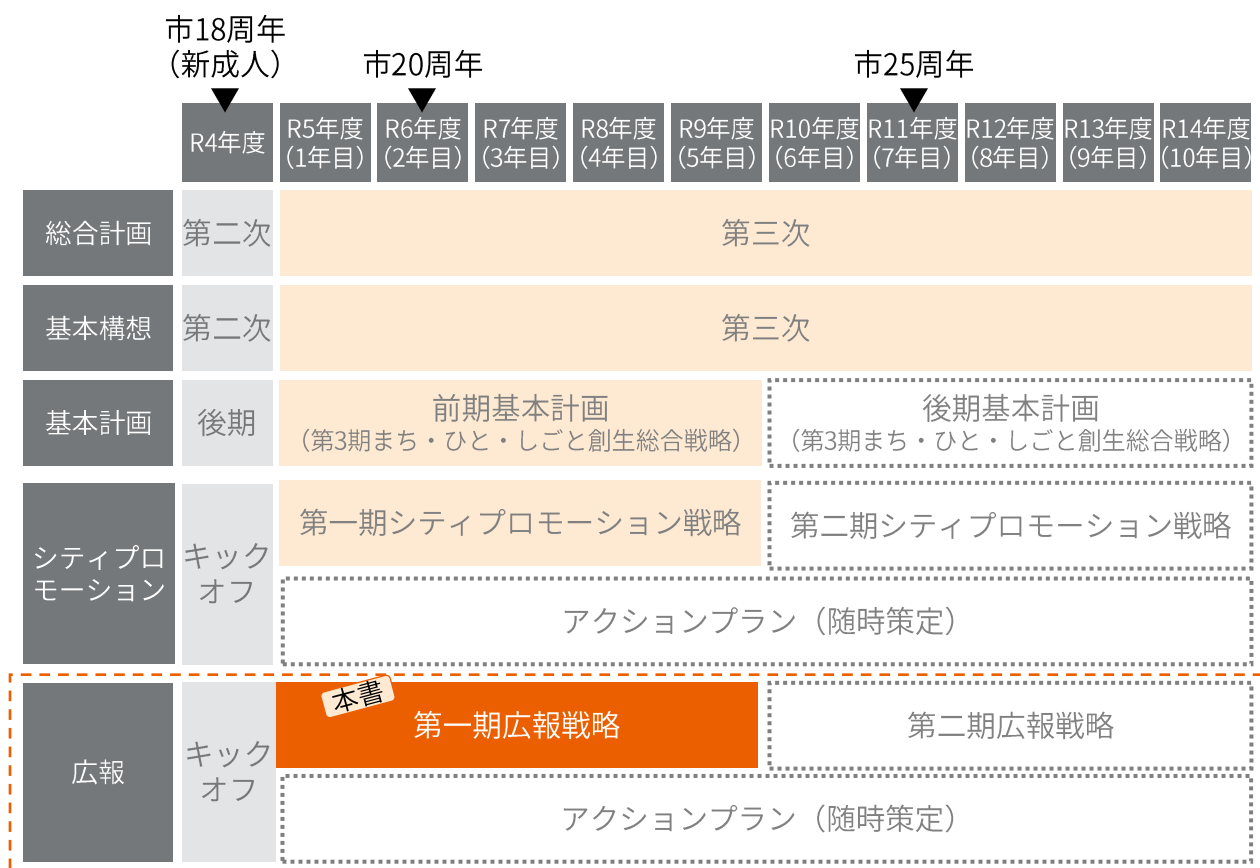 市18周年
（新成人）
市20周年
市25周年
R4年度
R5年度
（1年目）
R6年度
（2年目）
R7年度
（3年目）
R8年度
（4年目）
R9年度
（5年目）
R10年度
（6年目）
R11年度
（7年目）
R12年度
（8年目）
R13年度
（9年目）
R14年度
（10年目）
総合計画
第二次
第三次
基本構想
第二次
第三次
基本計画
後期
前期基本計画
（第3期まち・ひと・しごと創生総合戦略）
後期基本計画
（第3期まち・ひと・しごと創生総合戦略）
シティプロ
モーション
キック
オフ
第一期シティプロモーション戦略
第二期シティプロモーション戦略
アクションプラン（随時策定）
広報
キック
オフ
本書
第一期広報戦略
第二期広報戦略
アクションプラン（随時策定）